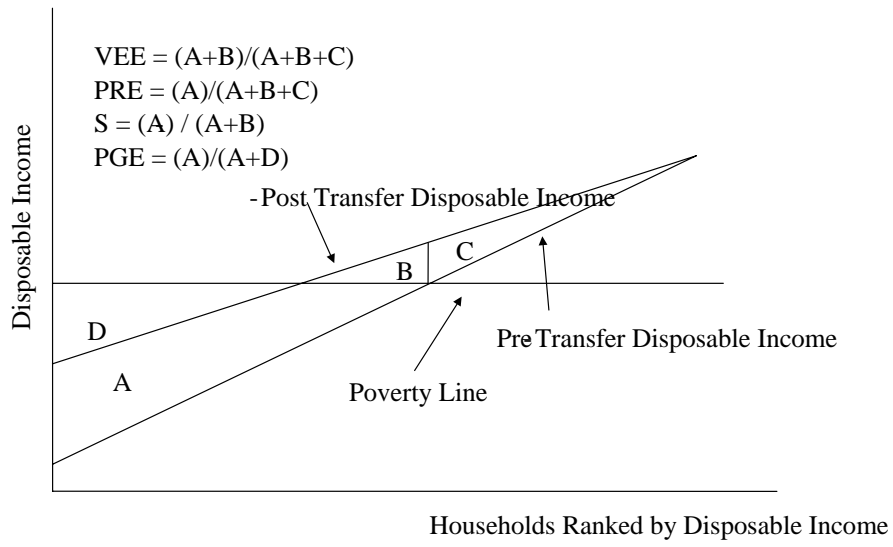 VEE = (A+B)/(A+B+C)
PRE = (A)/(A+B+C)
S = (A) / (A+B)
PGE = (A)/(A+D)
-Post Transfer Disposable Income
C
B
D
Pre-Transfer Disposable Income
A
Poverty Line
Disposable Income
Households Ranked by Disposable Income